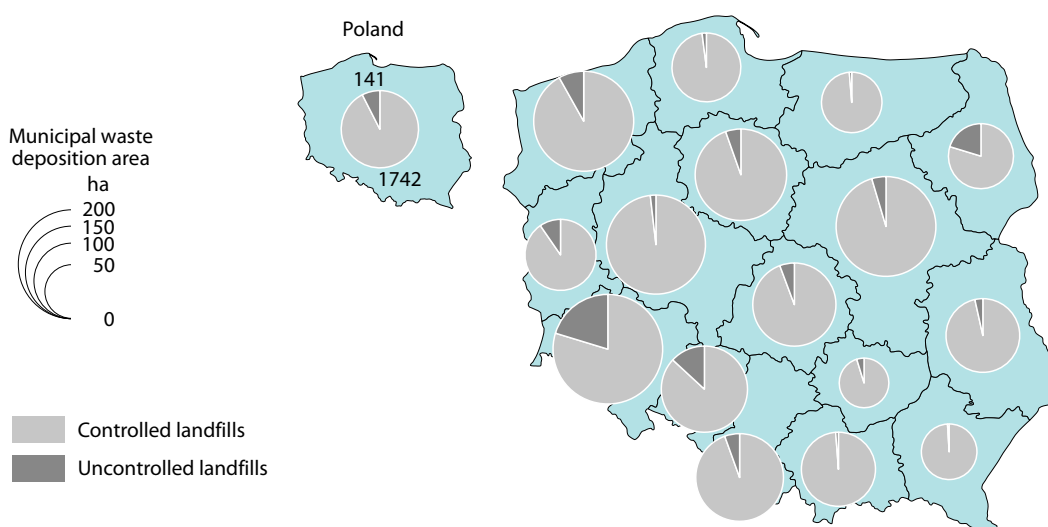 Poland
141
1742
Municipal waste
deposition area
ha
200
150
100
50
0
Controlled landfills
Uncontrolled landfills